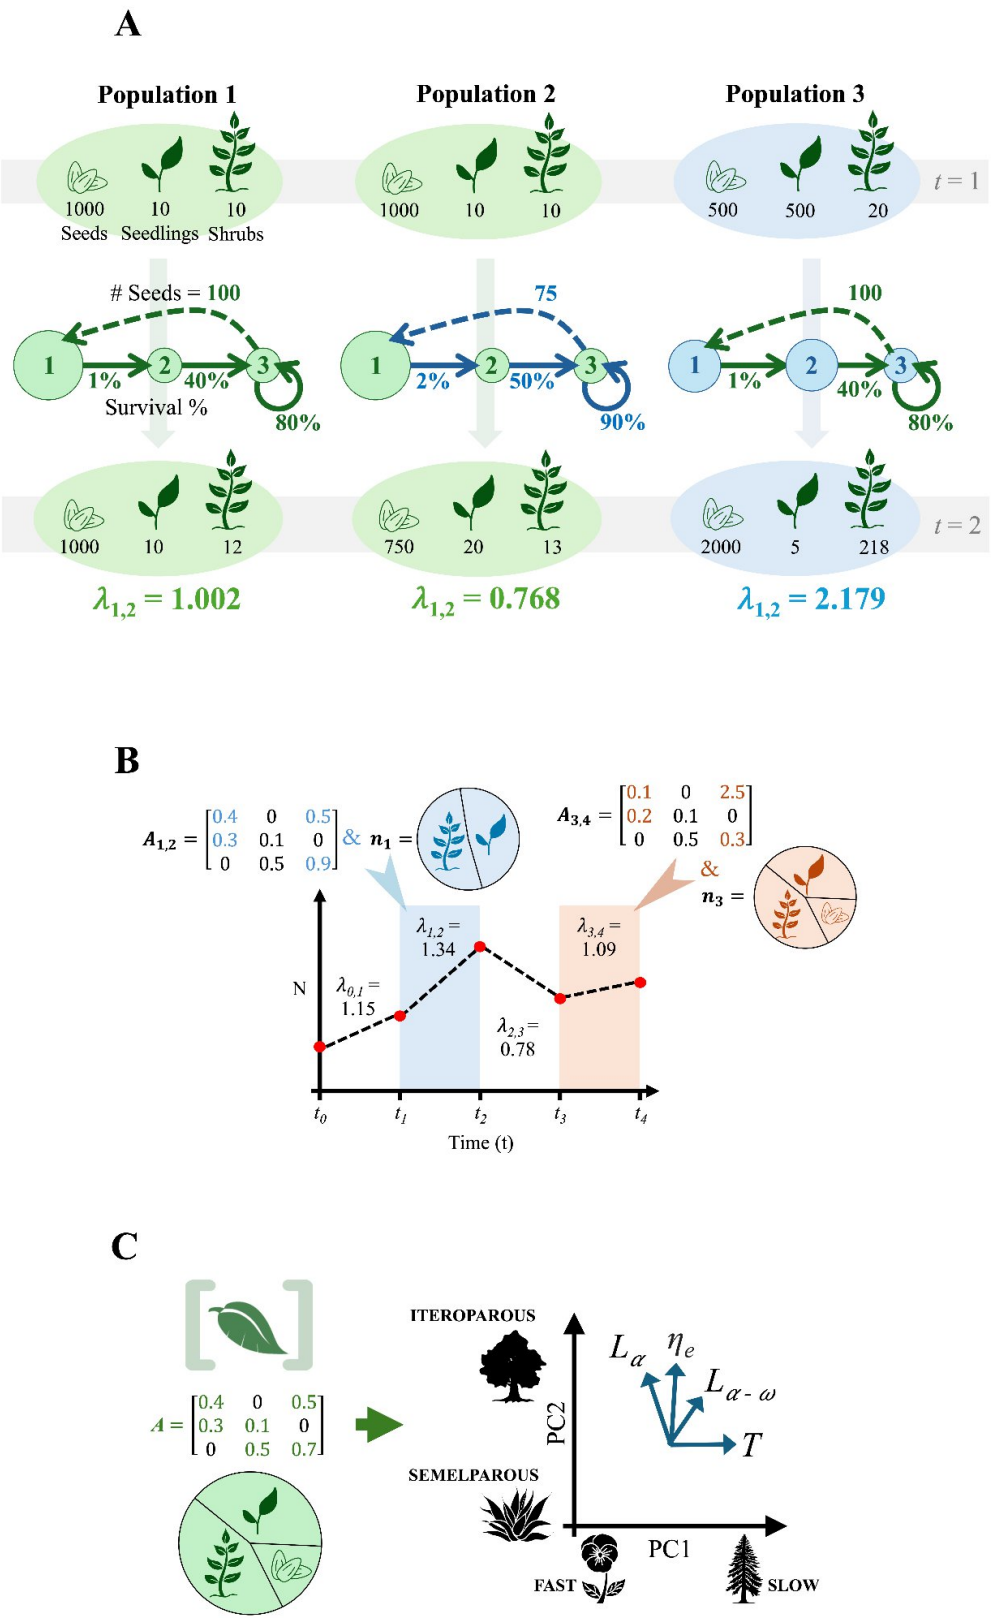 A
Population 1
Population 2
Population 3
t = 1
1000
10
10
Seeds
Seedlings
Shrubs
1000
10
10
500
500
20
# Seeds = 100
1
2
3
1%
40%
80%
Survival %
75
1
2
3
2%
50%
90%
100
1
2
3
1%
40%
80%
t = 2
1000
10
12
750
20
13
2000
5
218
λ1,2 = 1.002
λ1,2 = 0.768
λ1,2 = 2.179
B
A1,2 =
0.4 0 0.5
0.3 0.1 0
0 0.5 0.9
& n1 =
A3,4 =
0.1 0 2.5
0.2 0.1 0
0 0.5 0.3
&
n3 =
N
λ0,1 =
1.15
λ1,2 =
1.34
λ2,3 =
0.78
λ3,4 =
1.09
t0 t1 t2 t3 t4
Time (t)
C
A =
0.4 0 0.5
0.3 0.1 0
0 0.5 0.7
ITEROPAROUS
SEMELPAROUS
PC2
Lα
ηe
Lα - ω
T
PC1
FAST
SLOW